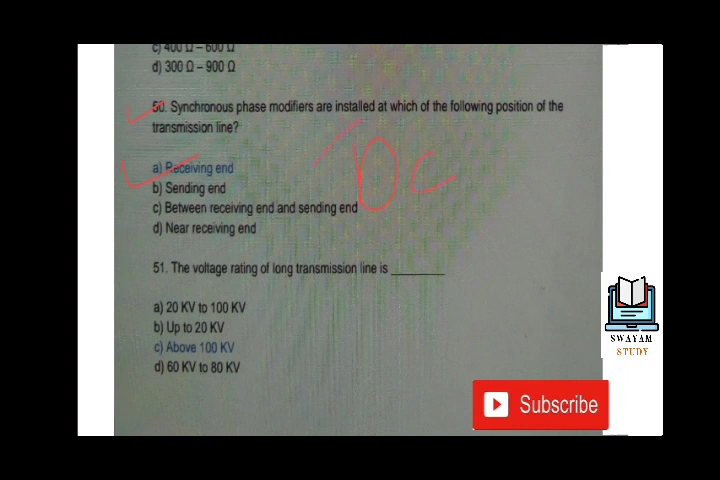 c) 400 Ω – 600 Ω
d) 300 Ω – 900 Ω
50. Synchronous phase modifiers are installed at which of the following position of the
transmission line?
a) Receiving end
b) Sending end
c) Between receiving end and sending end
d) Near receiving end
51. The voltage rating of long transmission line is ________
a) 20 KV to 100 KV
b) Up to 20 KV
c) Above 100 KV
d) 60 KV to 80 KV
SWAYAM
STUDY
Subscribe